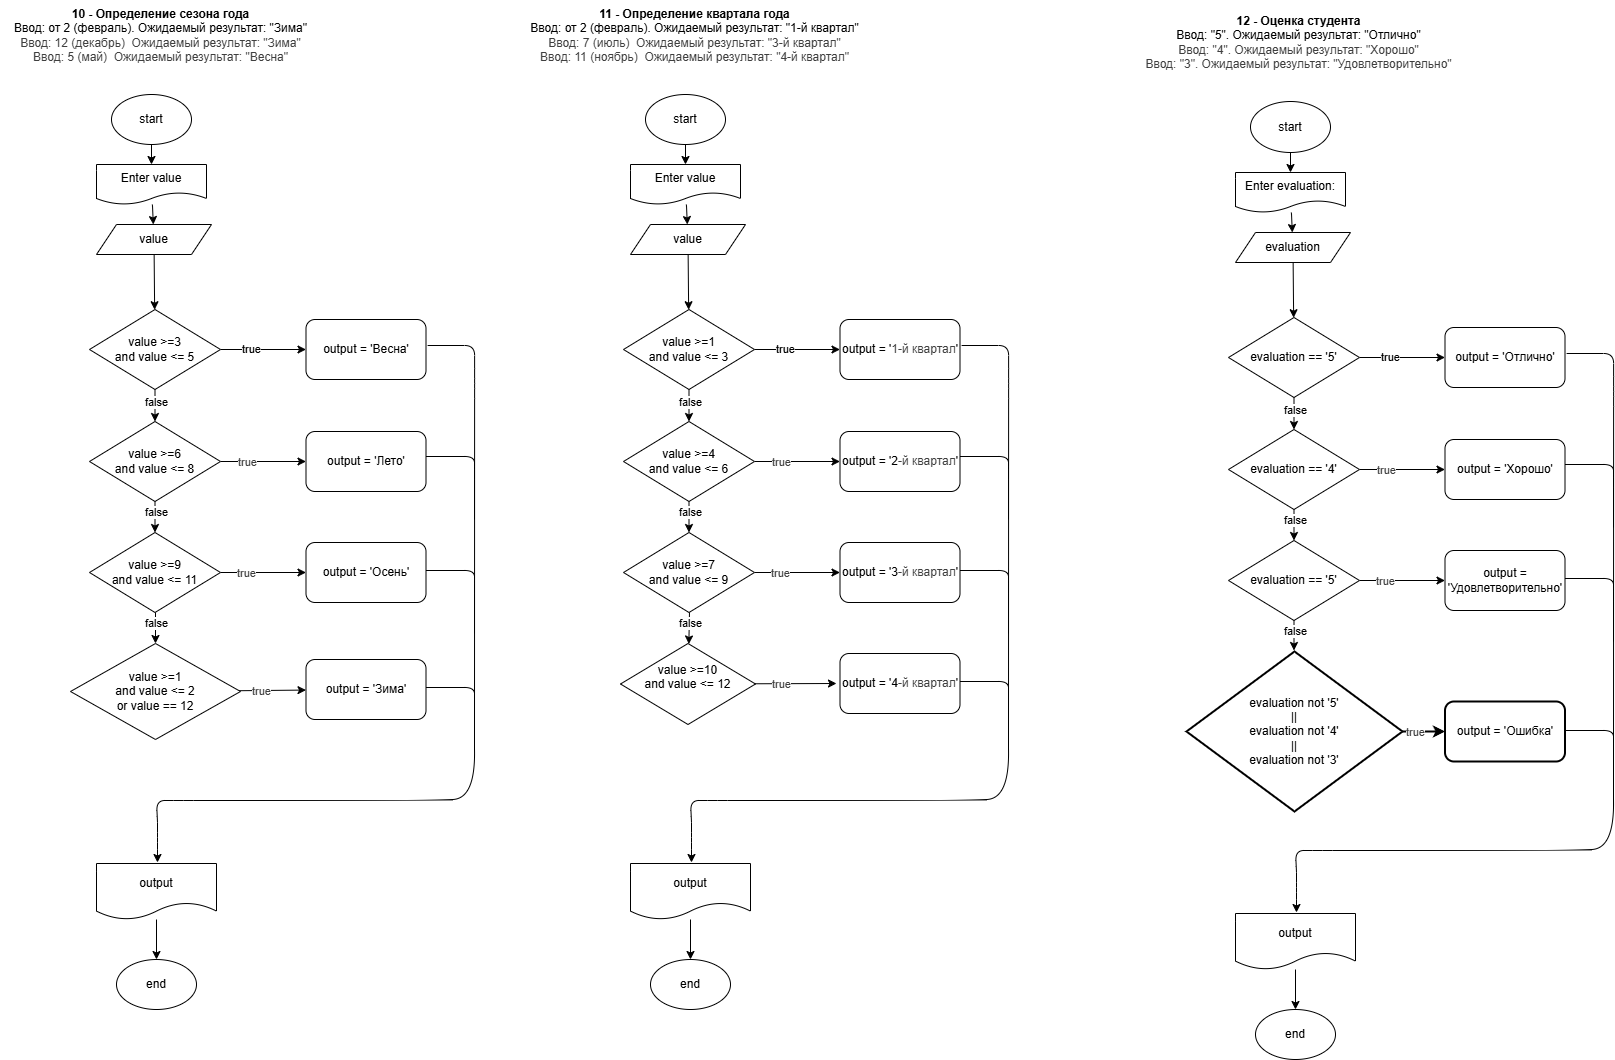 10 - Определение сезона года
Ввод: от 2 (февраль). Ожидаемый результат: "Зима"
Ввод: 12 (декабрь)  Ожидаемый результат: "Зима"
Ввод: 5 (май)  Ожидаемый результат: "Весна"
start
Enter value
value
value >=3
and value <= 5
true
output = 'Весна'
false
value >=6
and value <= 8
true
output = 'Лето'
false
value >=9
and value <= 11
true
output = 'Осень'
false
value >=1
and value <= 2
or value == 12
true
output = 'Зима'
output
end
11 - Определение квартала года
Ввод: от 2 (февраль). Ожидаемый результат: "1-й квартал"
Ввод: 7 (июль)  Ожидаемый результат: "3-й квартал"
Ввод: 11 (ноябрь)  Ожидаемый результат: "4-й квартал"
start
Enter value
value
value >=1
and value <= 3
true
output = '1-й квартал'
false
value >=4
and value <= 6
true
output = '2-й квартал'
false
value >=7
and value <= 9
true
output = '3-й квартал'
false
value >=10
and value <= 12
true
output = '4-й квартал'
output
end
12 - Оценка студента
Ввод: "5". Ожидаемый результат: "Отлично"
Ввод: "4". Ожидаемый результат: "Хорошо"
Ввод: "3". Ожидаемый результат: "Удовлетворительно"
start
Enter evaluation:
evaluation
evaluation == '5'
true
output = 'Отлично'
false
evaluation == '4'
true
output = 'Хорошо'
false
evaluation == '5'
true
output =
'Удовлетворительно'
false
evaluation not '5'
||
evaluation not '4'
||
evaluation not '3'
true
output = 'Ошибка'
output
end